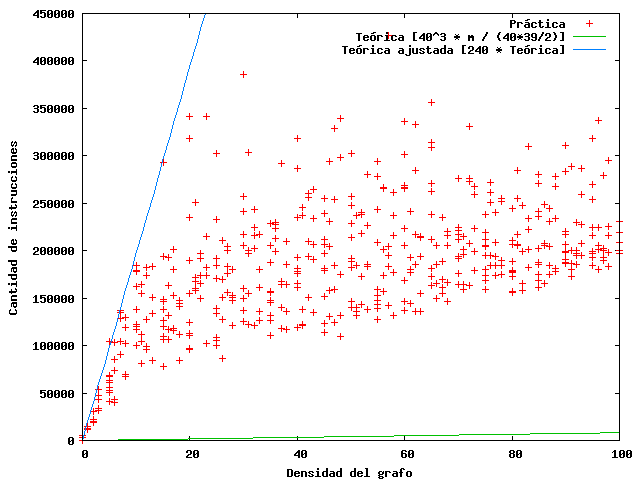 450000
400000
350000
300000
250000
200000
150000
100000
50000
0
Cantidad de instrucciones
Práctica
Teórica [40^3 * m / (40*39/2)]
Teórica ajustada [240 * Teórica]
0 20 40 60 80 100
Densidad del grafo